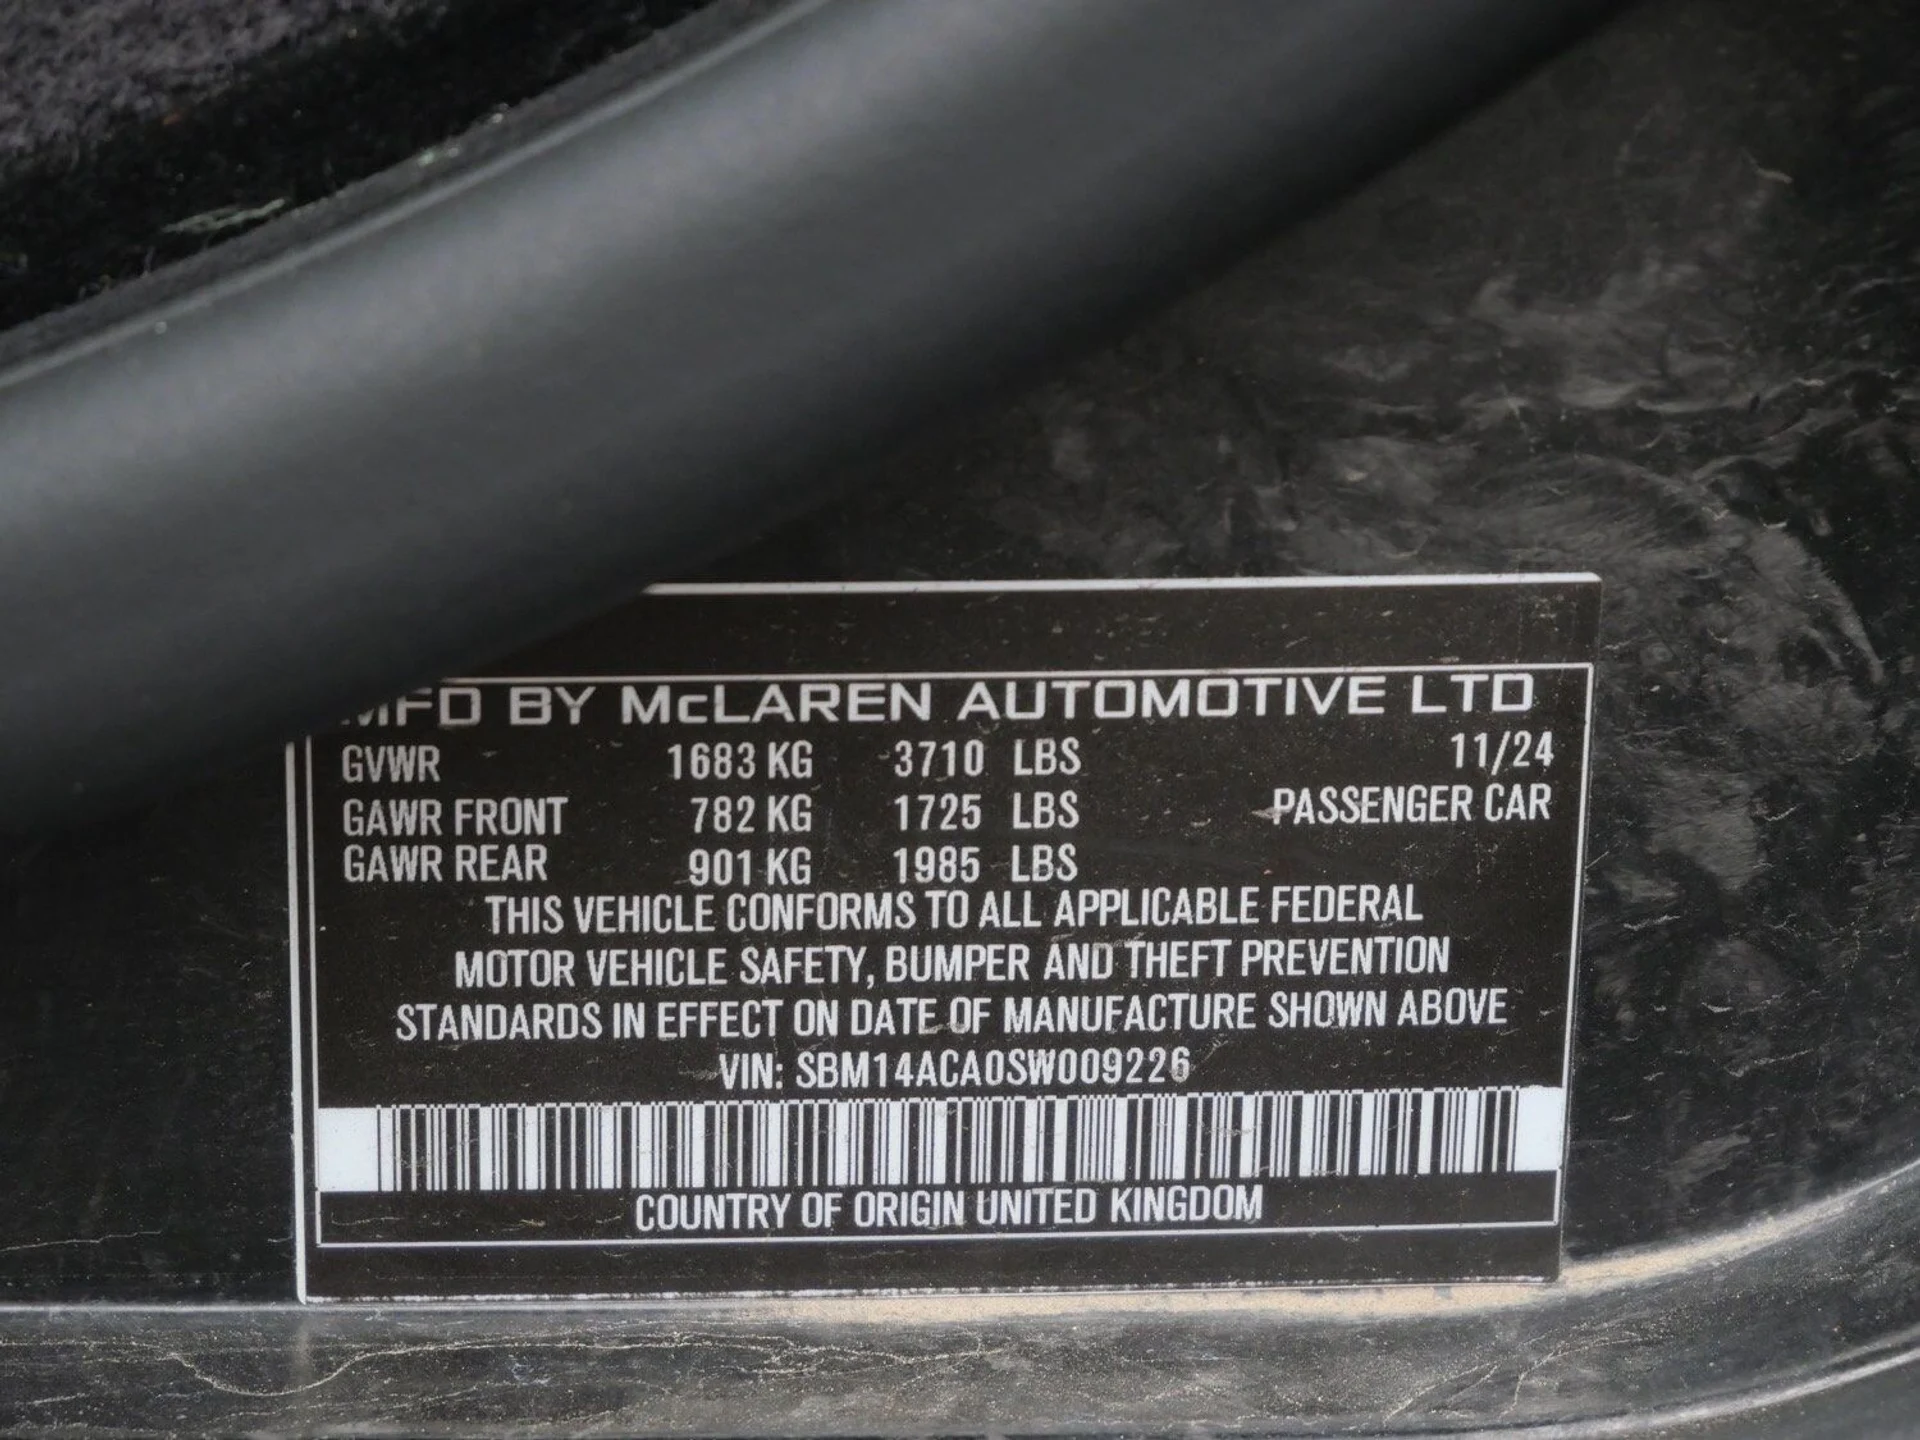 MFD BY McLAREN AUTOMOTIVE LTD
GVWR 1683 KG 3710 LBS 11/24
GAWR FRONT 782 KG 1725 LBS PASSENGER CAR
GAWR REAR 901 KG 1985 LBS
THIS VEHICLE CONFORMS TO ALL APPLICABLE FEDERAL
MOTOR VEHICLE SAFETY, BUMPER AND THEFT PREVENTION
STANDARDS IN EFFECT ON DATE OF MANUFACTURE SHOWN ABOVE
VIN: SBM14ACA0SW009226
COUNTRY OF ORIGIN UNITED KINGDOM